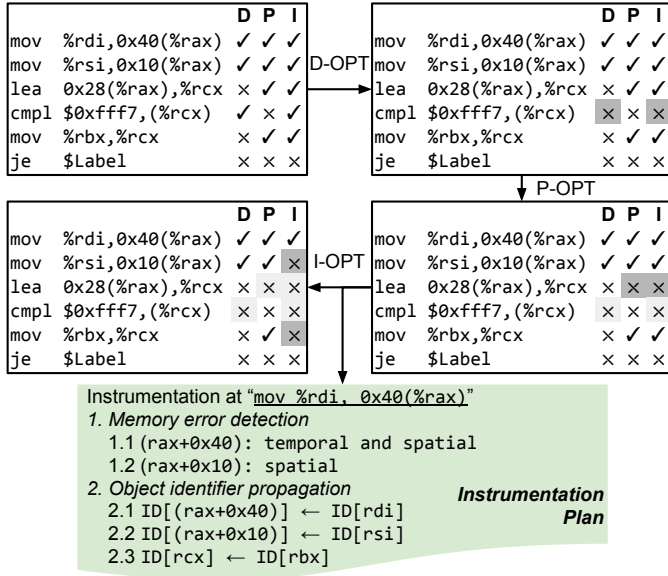 D P I
mov %rdi,0x40(%rax) ✓ ✓ ✓
mov %rsi,0x10(%rax) ✓ ✓ ✓
lea 0x28(%rax),%rcx × ✓ ✓
cmpl $0xfff7,(%rcx) ✓ × ✓
mov %rbx,%rcx × ✓ ✓
je $Label × × ×
D-OPT
D P I
mov %rdi,0x40(%rax) ✓ ✓ ✓
mov %rsi,0x10(%rax) ✓ ✓ ✓
lea 0x28(%rax),%rcx × ✓ ✓
cmpl $0xfff7,(%rcx) × × ×
mov %rbx,%rcx × ✓ ✓
je $Label × × ×
P-OPT
D P I
mov %rdi,0x40(%rax) ✓ ✓ ✓
mov %rsi,0x10(%rax) ✓ ✓ ✓
lea 0x28(%rax),%rcx × × ×
cmpl $0xfff7,(%rcx) × × ×
mov %rbx,%rcx × ✓ ✓
je $Label × × ×
I-OPT
D P I
mov %rdi,0x40(%rax) ✓ ✓ ✓
mov %rsi,0x10(%rax) ✓ ✓ ×
lea 0x28(%rax),%rcx × × ×
cmpl $0xfff7,(%rcx) × × ×
mov %rbx,%rcx × ✓ ×
je $Label × × ×
Instrumentation at “mov %rdi, 0x40(%rax)”
1. Memory error detection
1.1 (rax+0x40): temporal and spatial
1.2 (rax+0x10): spatial
2. Object identifier propagation
2.1 ID[(rax+0x40)] ← ID[rdi]
2.2 ID[(rax+0x10)] ← ID[rsi]
2.3 ID[rcx] ← ID[rbx]
Instrumentation
Plan